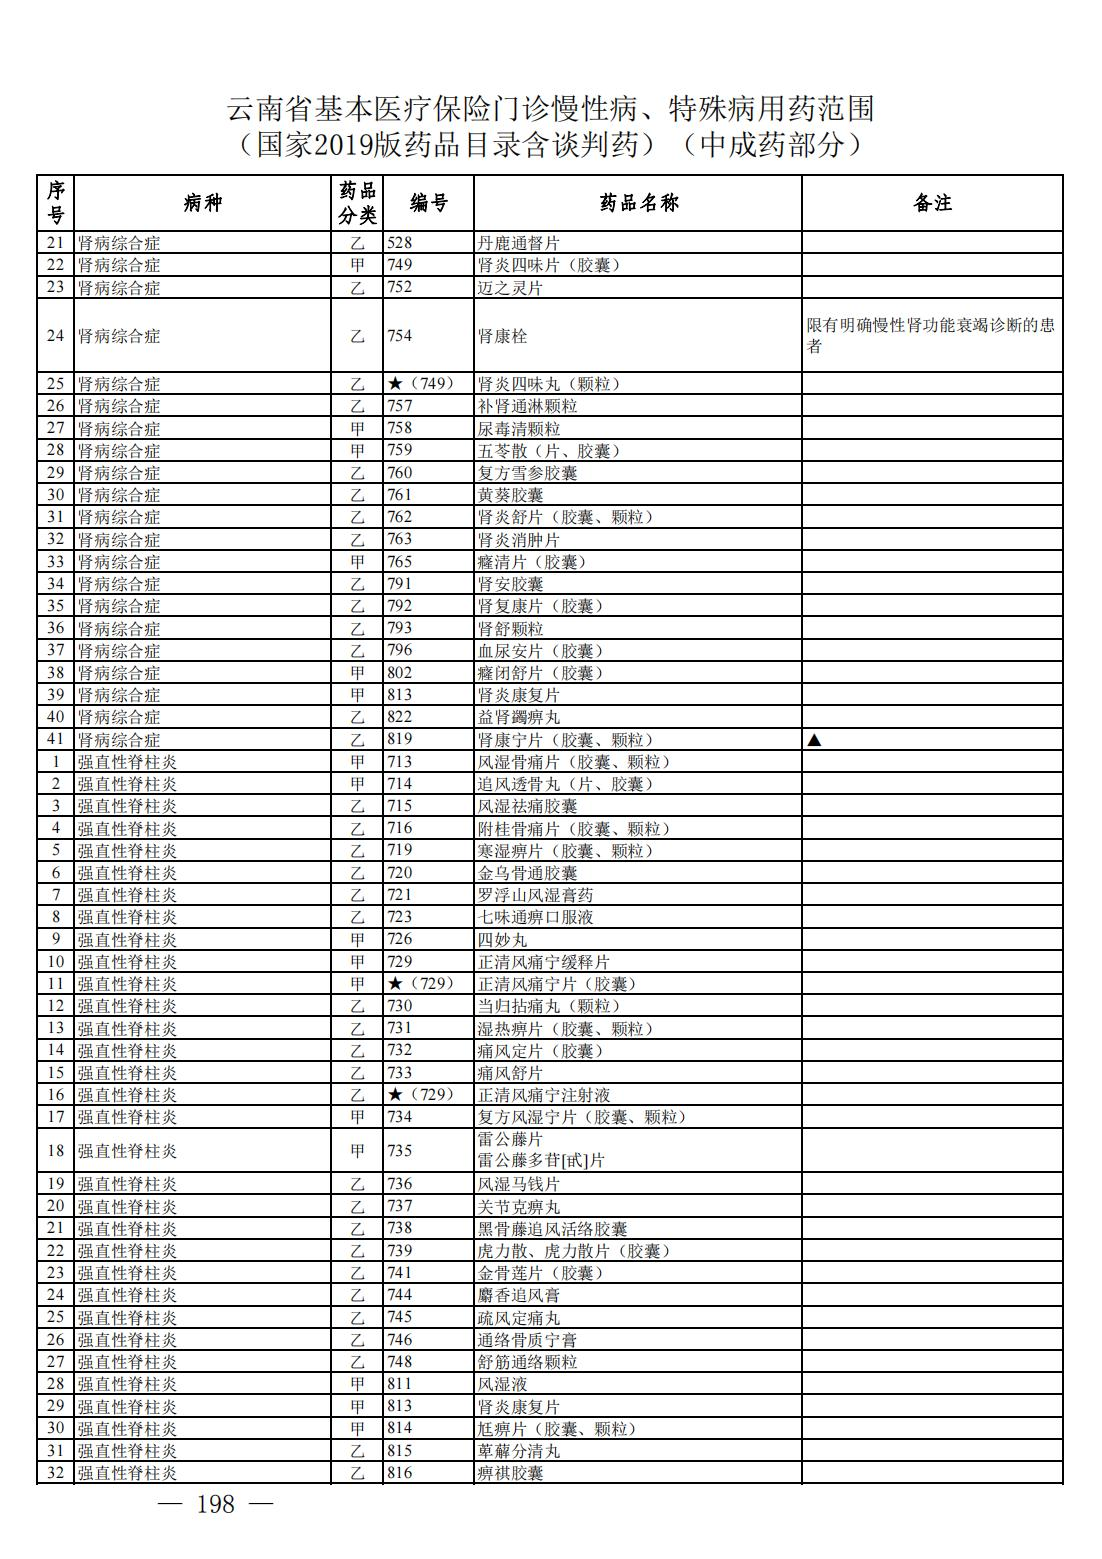 云南省基本医疗保险门诊慢性病、特殊病用药范围
（国家2019版药品目录含谈判药）（中成药部分）
序号 病种 药品分类 编号 药品名称 备注
21 肾病综合症 乙 528 丹鹿通督片
22 肾病综合症 甲 749 肾炎四味片（胶囊）
23 肾病综合症 乙 752 迈之灵片
24 肾病综合症 乙 754 肾康栓 限有明确慢性肾功能衰竭诊断的患者
25 肾病综合症 乙 ★（749） 肾炎四味丸（颗粒）
26 肾病综合症 乙 757 补肾通淋颗粒
27 肾病综合症 甲 758 尿毒清颗粒
28 肾病综合症 甲 759 五苓散（片、胶囊）
29 肾病综合症 乙 760 复方雪参胶囊
30 肾病综合症 乙 761 黄葵胶囊
31 肾病综合症 乙 762 肾炎舒片（胶囊、颗粒）
32 肾病综合症 乙 763 肾炎消肿片
33 肾病综合症 甲 765 癃清片（胶囊）
34 肾病综合症 乙 791 肾安胶囊
35 肾病综合症 乙 792 肾复康片（胶囊）
36 肾病综合症 乙 793 肾舒颗粒
37 肾病综合症 乙 796 血尿安片（胶囊）
38 肾病综合症 甲 802 癃闭舒片（胶囊）
39 肾病综合症 甲 813 肾炎康复片
40 肾病综合症 乙 822 益肾蠲痹丸
41 肾病综合症 乙 819 肾康宁片（胶囊、颗粒） ▲
1 强直性脊柱炎 甲 713 风湿骨痛片（胶囊、颗粒）
2 强直性脊柱炎 甲 714 追风透骨丸（片、胶囊）
3 强直性脊柱炎 乙 715 风湿祛痛胶囊
4 强直性脊柱炎 乙 716 附桂骨痛片（胶囊、颗粒）
5 强直性脊柱炎 乙 719 寒湿痹片（胶囊、颗粒）
6 强直性脊柱炎 乙 720 金乌骨通胶囊
7 强直性脊柱炎 乙 721 罗浮山风湿膏药
8 强直性脊柱炎 乙 723 七味通痹口服液
9 强直性脊柱炎 甲 726 四妙丸
10 强直性脊柱炎 甲 729 正清风痛宁缓释片
11 强直性脊柱炎 甲 ★（729） 正清风痛宁片（胶囊）
12 强直性脊柱炎 乙 730 当归拈痛丸（颗粒）
13 强直性脊柱炎 乙 731 湿热痹片（胶囊、颗粒）
14 强直性脊柱炎 乙 732 痛风定片（胶囊）
15 强直性脊柱炎 乙 733 痛风舒片
16 强直性脊柱炎 乙 ★（729） 正清风痛宁注射液
17 强直性脊柱炎 甲 734 复方风湿宁片（胶囊、颗粒）
18 强直性脊柱炎 甲 735 雷公藤片
雷公藤多苷[甙]片
19 强直性脊柱炎 乙 736 风湿马钱片
20 强直性脊柱炎 乙 737 关节克痹丸
21 强直性脊柱炎 乙 738 黑骨藤追风活络胶囊
22 强直性脊柱炎 乙 739 虎力散、虎力散片（胶囊）
23 强直性脊柱炎 乙 741 金骨莲片（胶囊）
24 强直性脊柱炎 乙 744 麝香追风膏
25 强直性脊柱炎 乙 745 疏风定痛丸
26 强直性脊柱炎 乙 746 通络骨质宁膏
27 强直性脊柱炎 乙 748 舒筋通络颗粒
28 强直性脊柱炎 甲 811 风湿液
29 强直性脊柱炎 甲 813 肾炎康复片
30 强直性脊柱炎 甲 814 尪痹片（胶囊、颗粒）
31 强直性脊柱炎 乙 815 萆薢分清丸
32 强直性脊柱炎 乙 816 痹祺胶囊
— 198 —